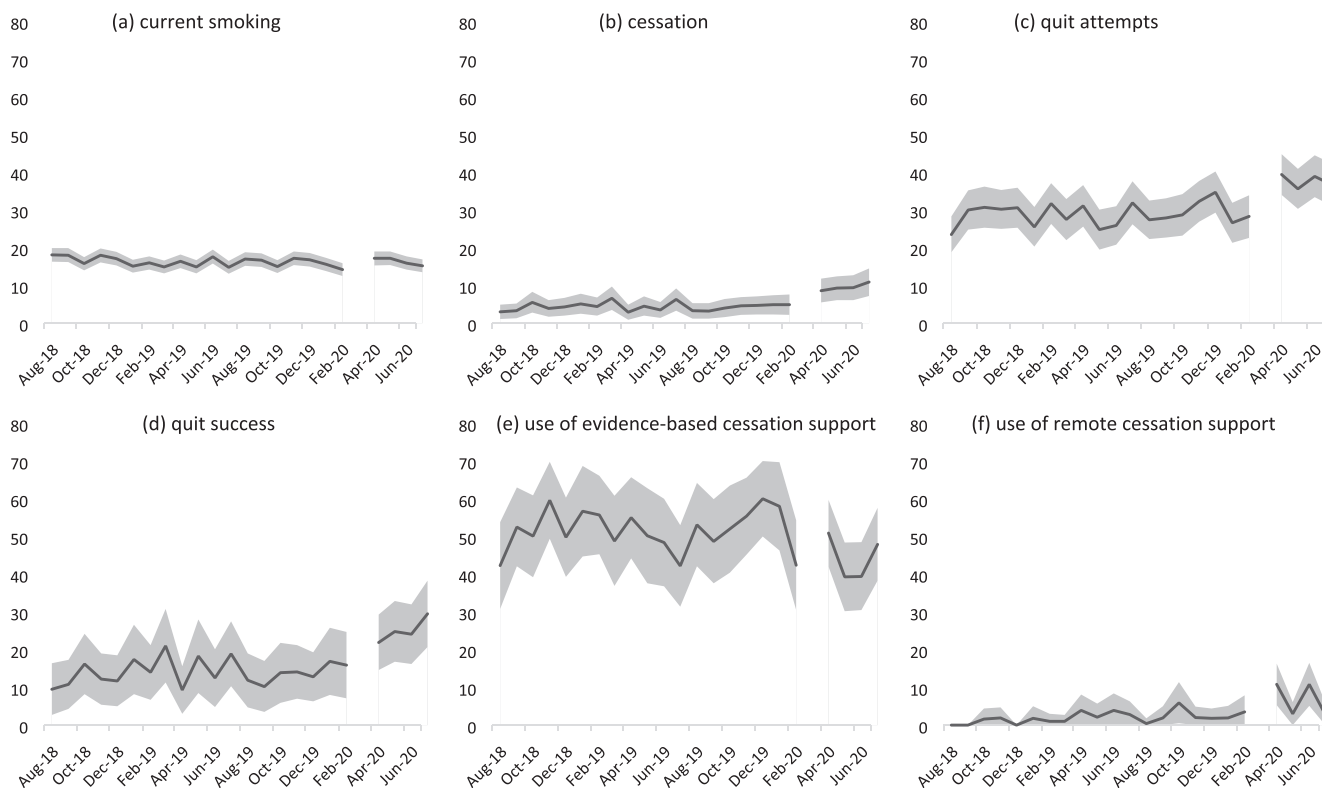 (a) current smoking
80
70
60
50
40
30
20
10
0
Aug-18
Oct-18
Dec-18
Feb-19
Apr-19
Jun-19
Aug-19
Oct-19
Dec-19
Feb-20
Apr-20
Jun-20
(b) cessation
80
70
60
50
40
30
20
10
0
Aug-18
Oct-18
Dec-18
Feb-19
Apr-19
Jun-19
Aug-19
Oct-19
Dec-19
Feb-20
Apr-20
Jun-20
(c) quit attempts
80
70
60
50
40
30
20
10
0
Aug-18
Oct-18
Dec-18
Feb-19
Apr-19
Jun-19
Aug-19
Oct-19
Dec-19
Feb-20
Apr-20
Jun-20
(d) quit success
80
70
60
50
40
30
20
10
0
Aug-18
Oct-18
Dec-18
Feb-19
Apr-19
Jun-19
Aug-19
Oct-19
Dec-19
Feb-20
Apr-20
Jun-20
(e) use of evidence-based cessation support
80
70
60
50
40
30
20
10
0
Aug-18
Oct-18
Dec-18
Feb-19
Apr-19
Jun-19
Aug-19
Oct-19
Dec-19
Feb-20
Apr-20
Jun-20
(f) use of remote cessation support
80
70
60
50
40
30
20
10
0
Aug-18
Oct-18
Dec-18
Feb-19
Apr-19
Jun-19
Aug-19
Oct-19
Dec-19
Feb-20
Apr-20
Jun-20